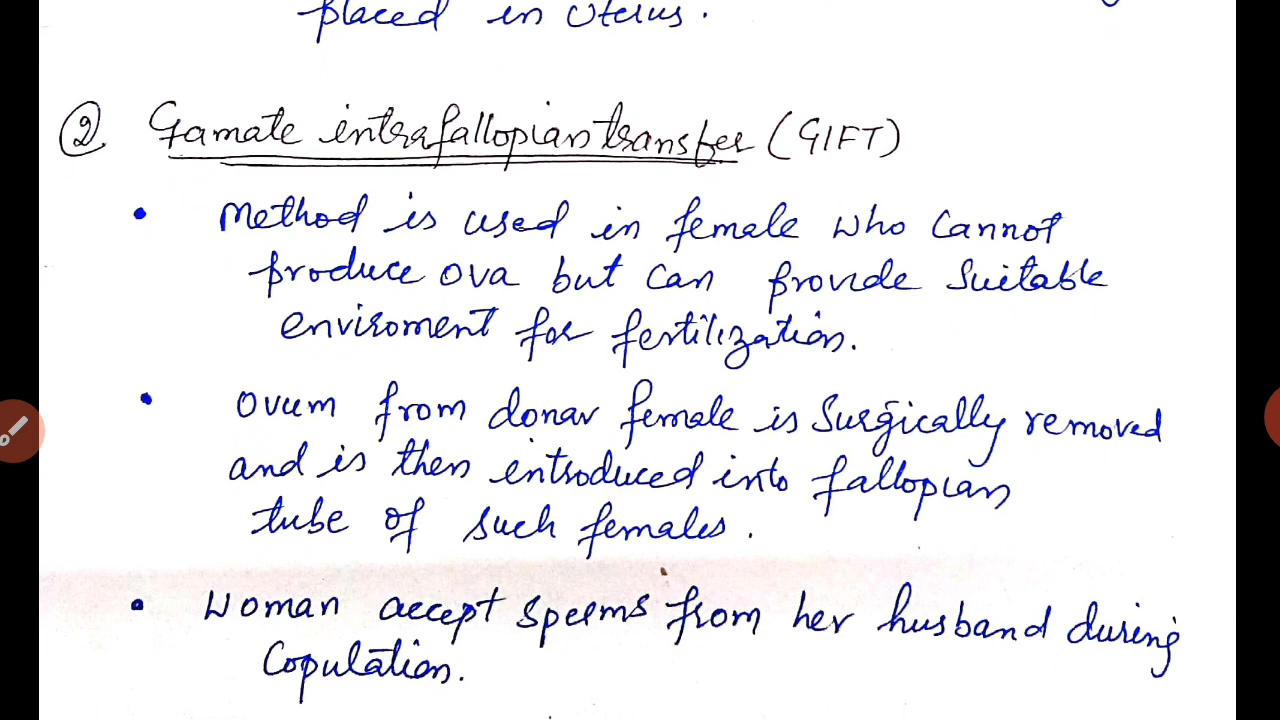 placed in uterus.
② Gamate intrafallopian transfer (GIFT)
• Method is used in female who cannot
produce ova but can provide suitable
enviroment for fertilization.
• Ovum from donar female is surgically removed
and is then introduced into fallopian
tube of such females.
• Woman accept sperms from her husband during
copulation.